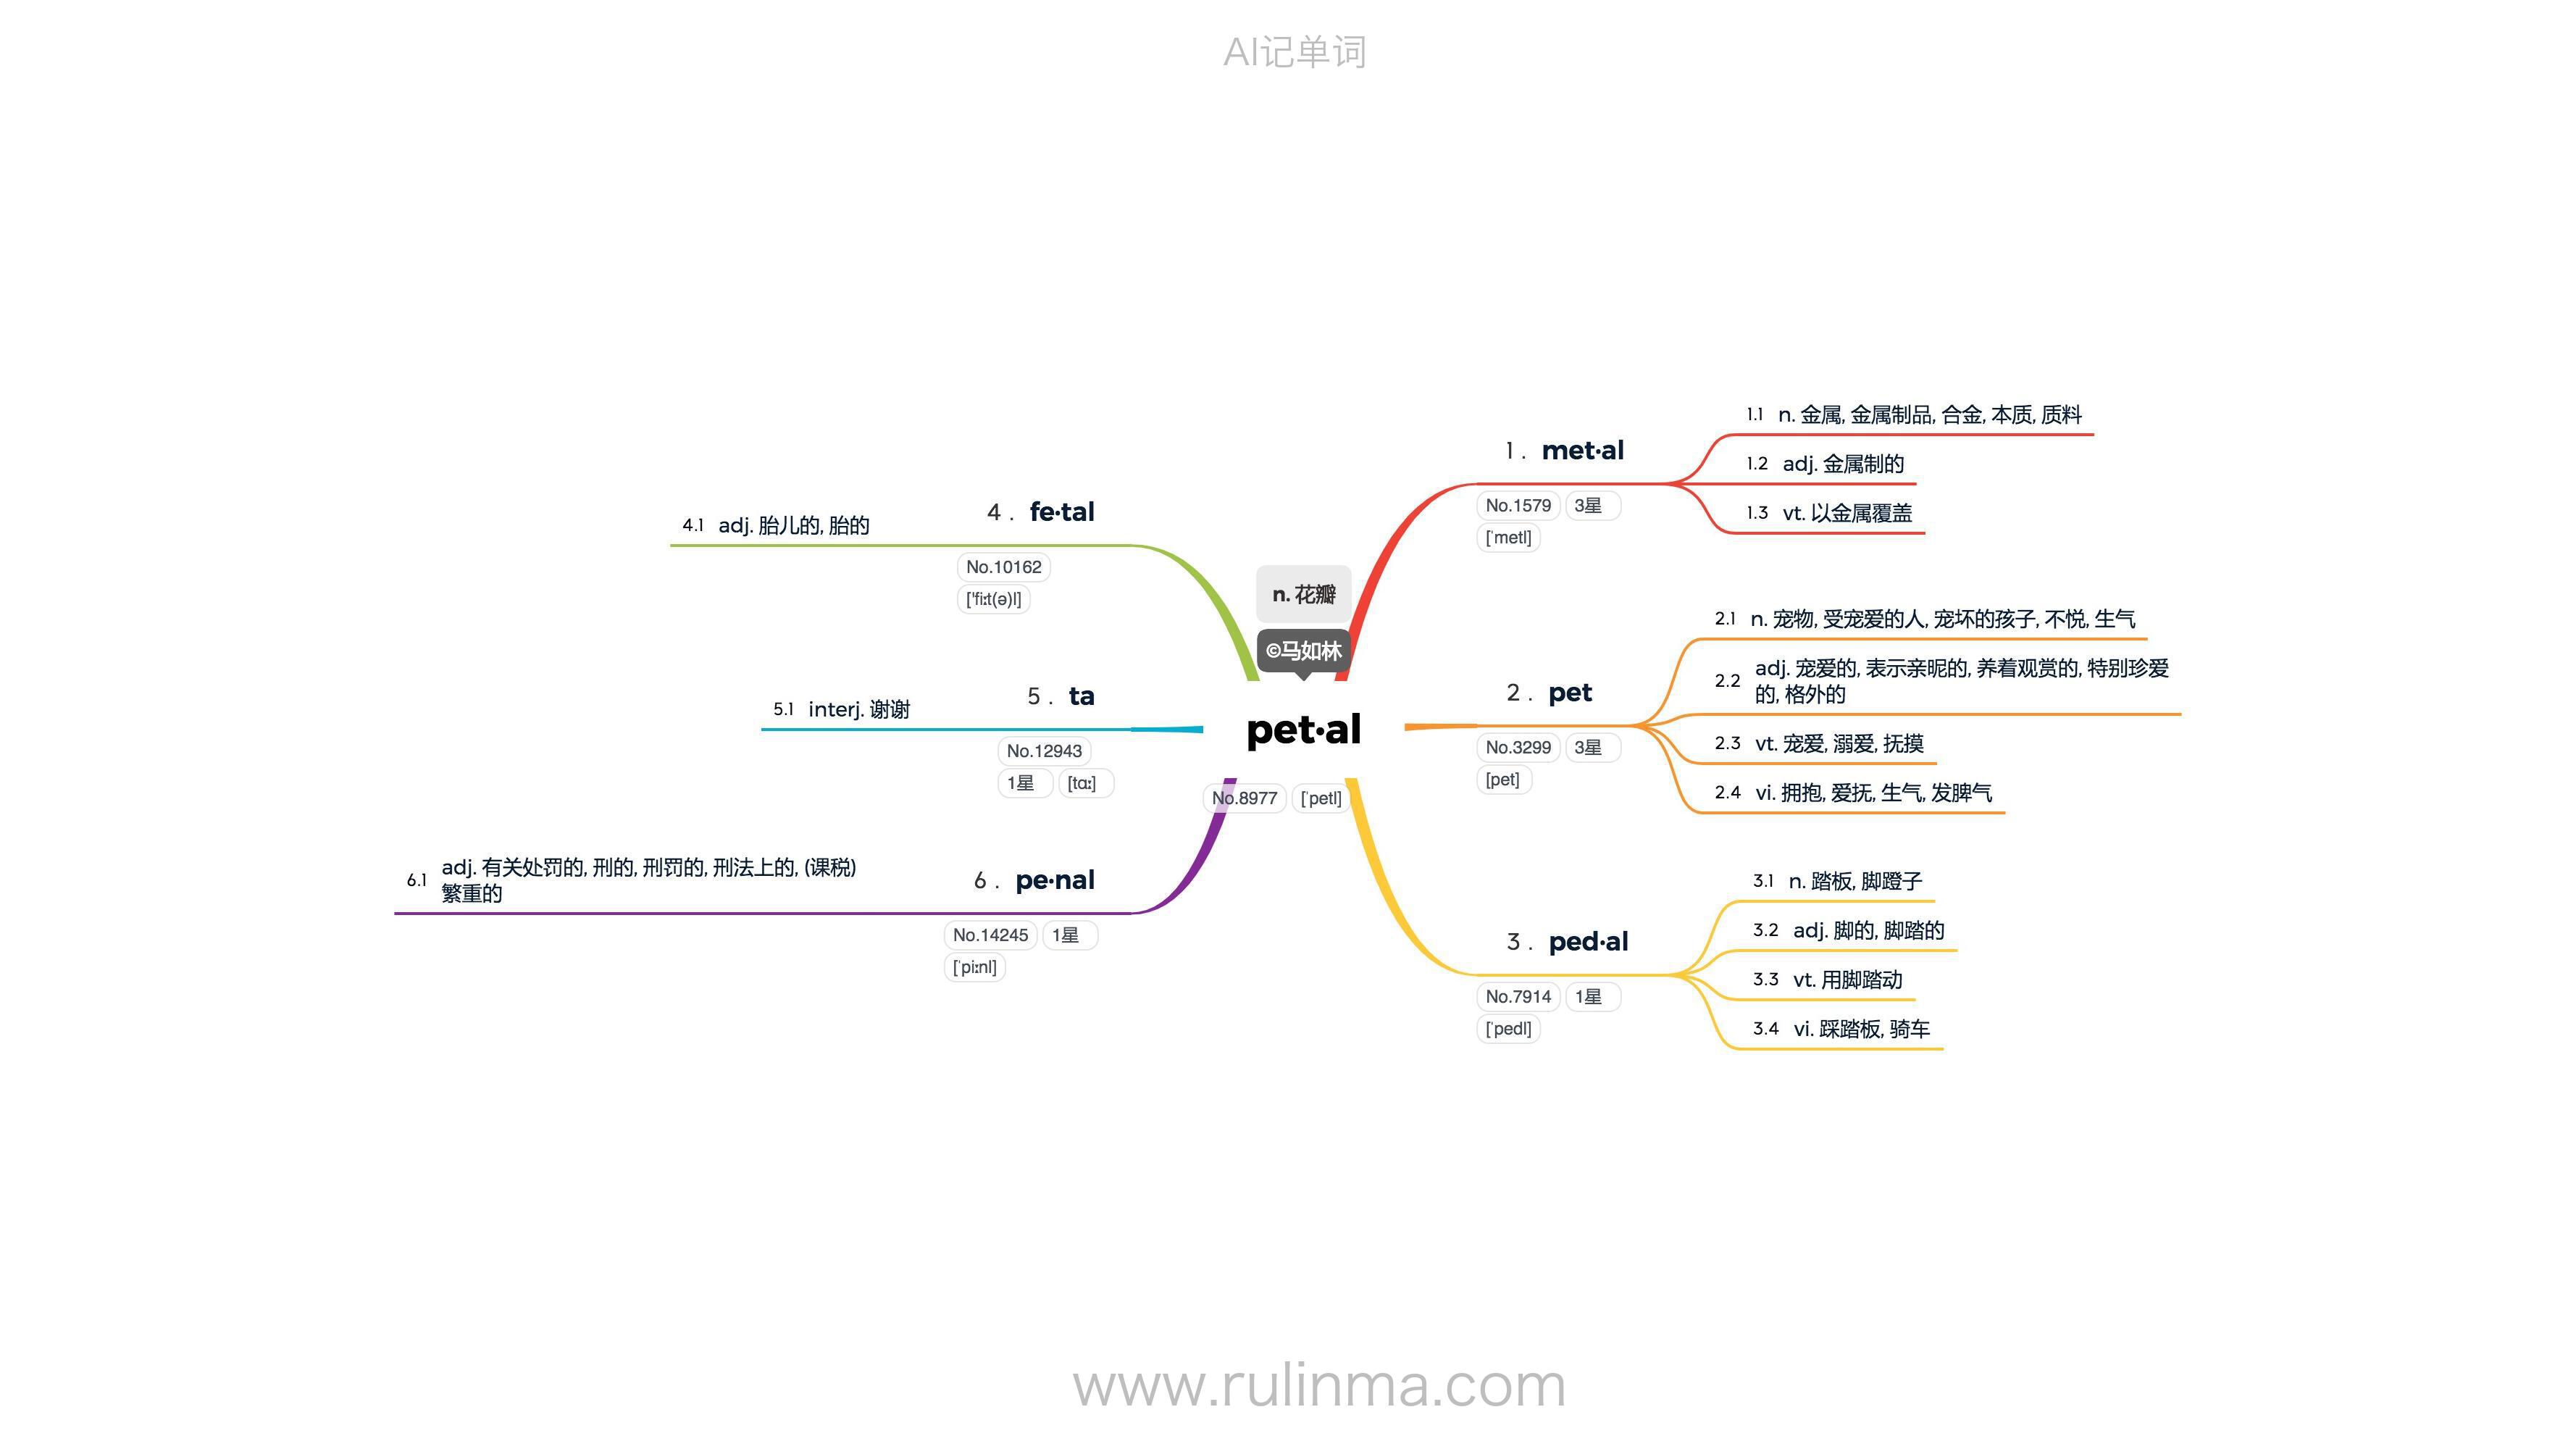 AI记单词
n. 花瓣
©马如林
pet·al
No.8977 [ˈpetl]
1 . met·al
No.1579 3星
[ˈmetl]
1.1 n. 金属, 金属制品, 合金, 本质, 质料
1.2 adj. 金属制的
1.3 vt. 以金属覆盖
2 . pet
No.3299 3星
[pet]
2.1 n. 宠物, 受宠爱的人, 宠坏的孩子, 不悦, 生气
2.2 adj. 宠爱的, 表示亲昵的, 养着观赏的, 特别珍爱
的, 格外的
2.3 vt. 宠爱, 溺爱, 抚摸
2.4 vi. 拥抱, 爱抚, 生气, 发脾气
3 . ped·al
No.7914 1星
[ˈpedl]
3.1 n. 踏板, 脚蹬子
3.2 adj. 脚的, 脚踏的
3.3 vt. 用脚踏动
3.4 vi. 踩踏板, 骑车
4 . fe·tal
No.10162
['fiːt(ə)l]
4.1 adj. 胎儿的, 胎的
5 . ta
No.12943
1星 [tɑː]
5.1 interj. 谢谢
6 . pe·nal
No.14245 1星
[ˈpiːnl]
6.1 adj. 有关处罚的, 刑的, 刑罚的, 刑法上的, (课税)
繁重的
www.rulinma.com